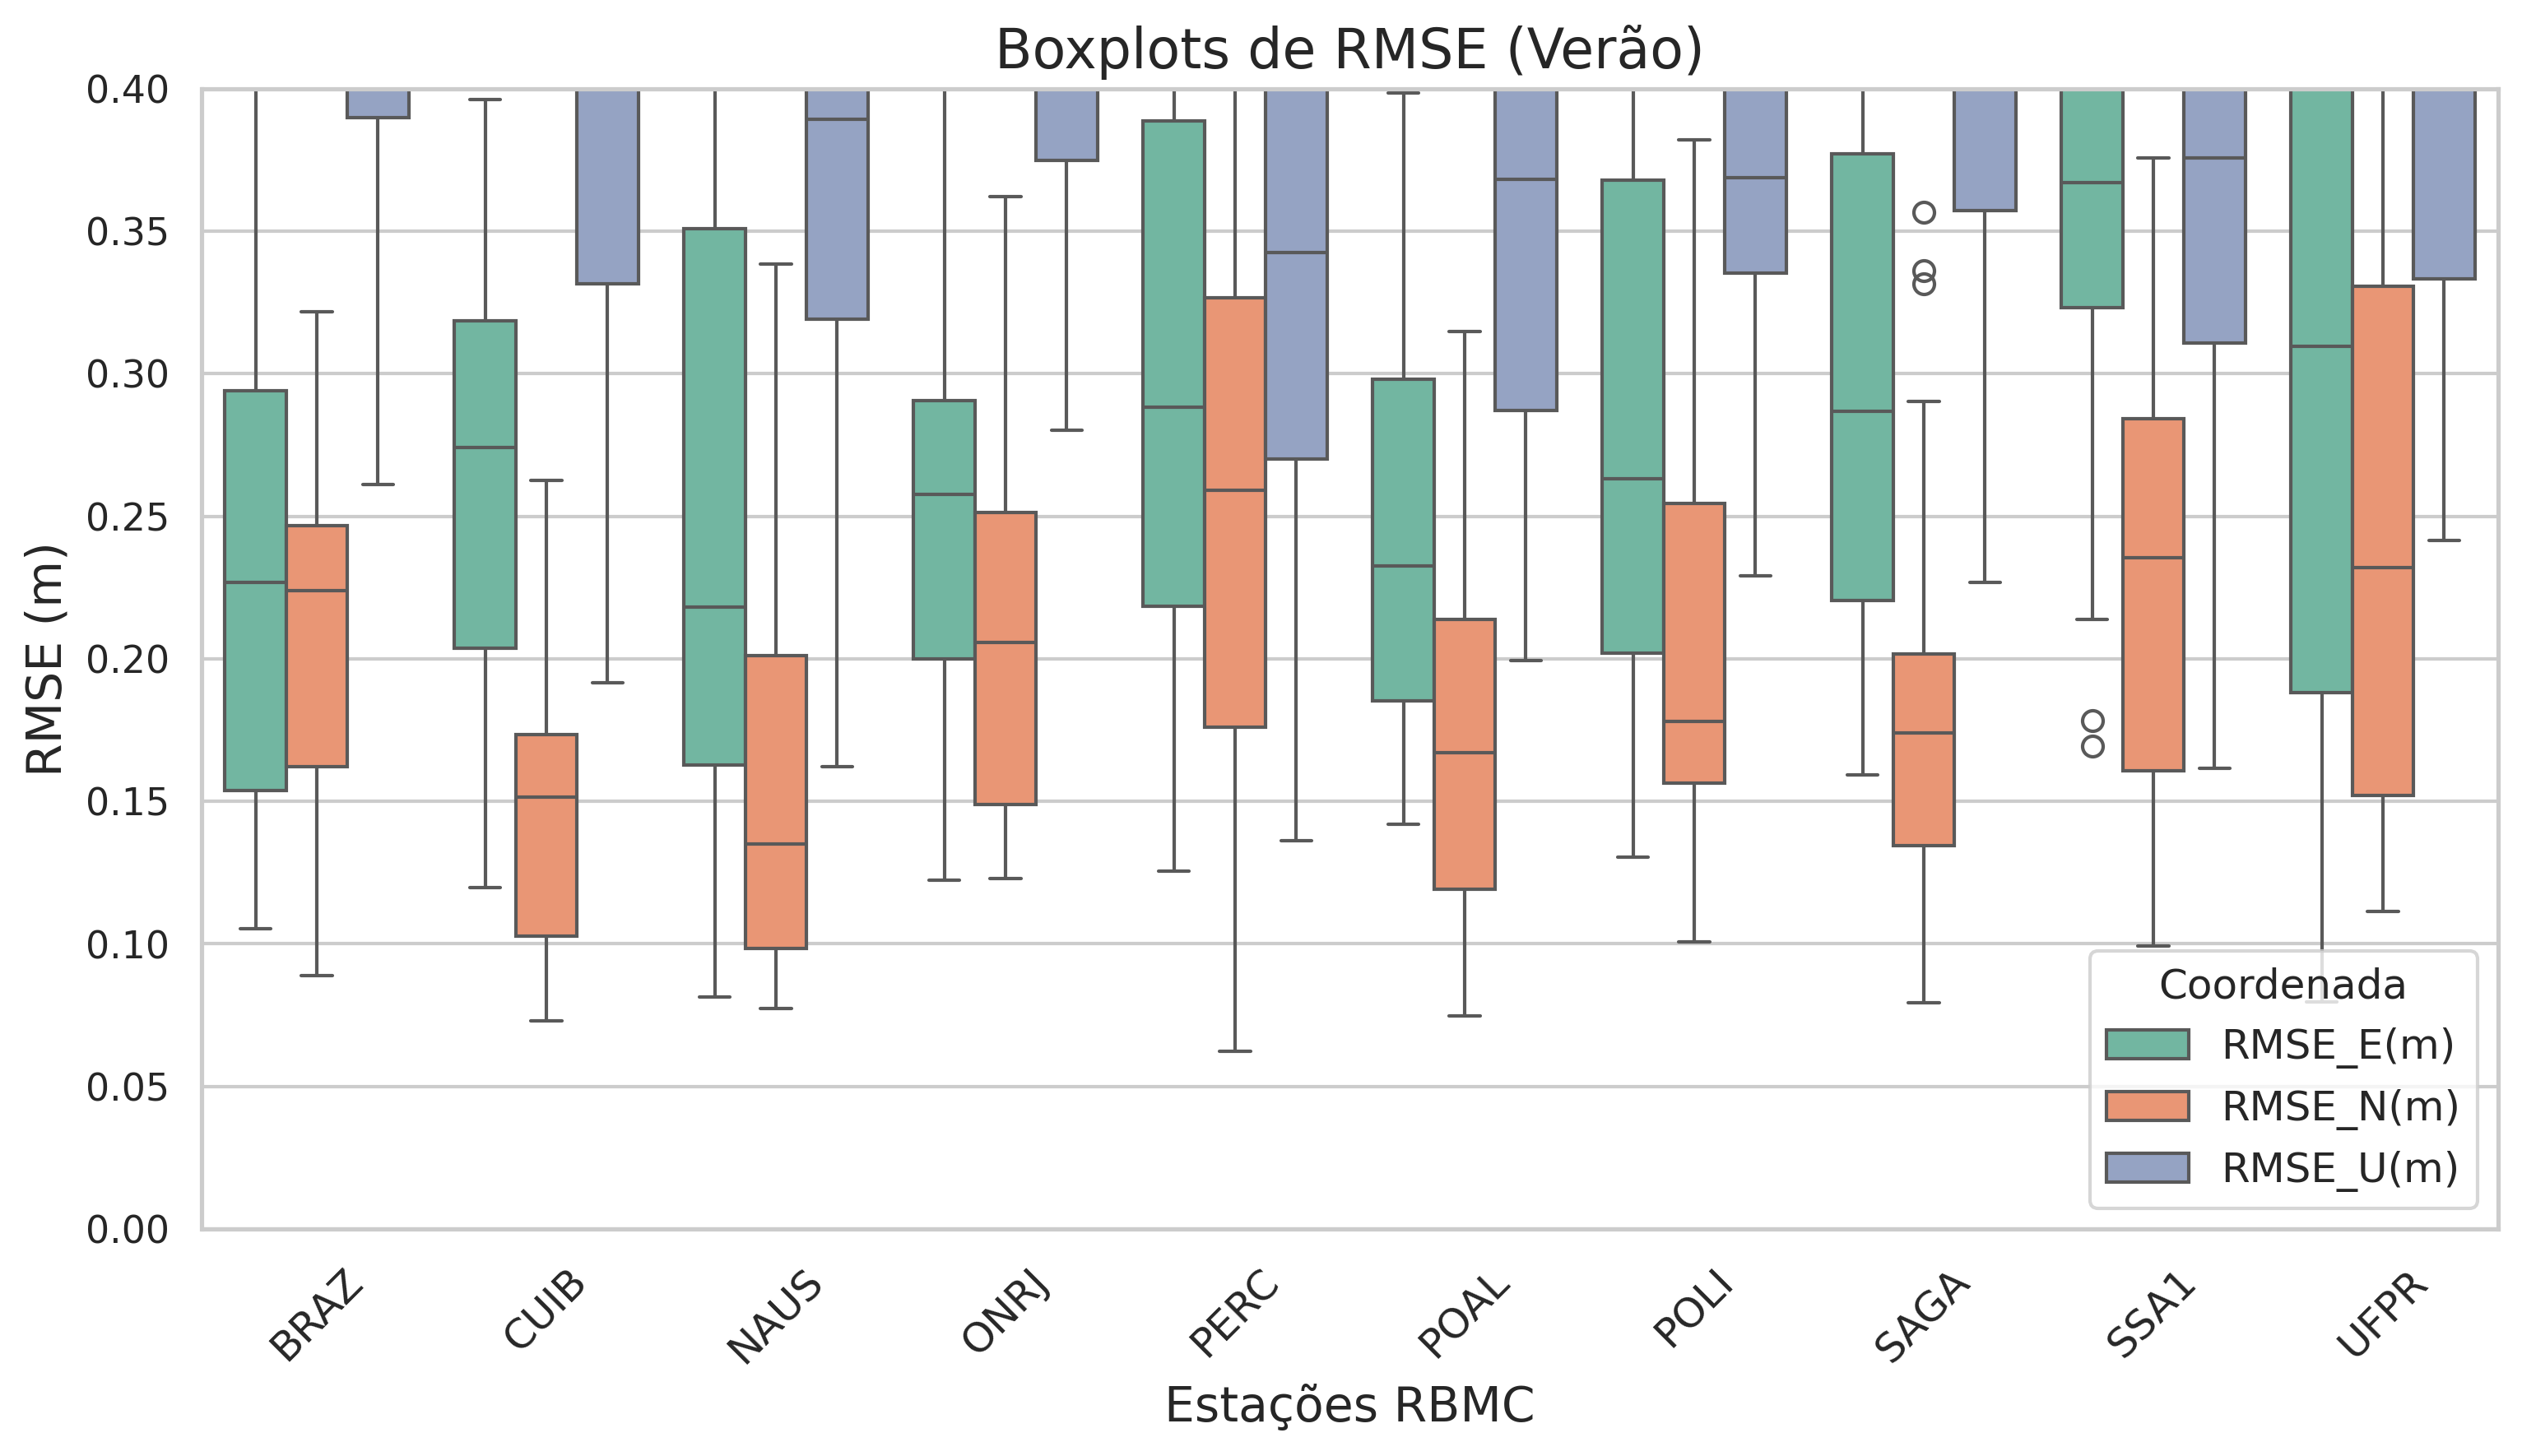 Boxplots de RMSE (Verão)
RMSE (m)
0.40
0.35
0.30
0.25
0.20
0.15
0.10
0.05
0.00
Coordenada
RMSE_E(m)
RMSE_N(m)
RMSE_U(m)
BRAZ
CUIB
NAUS
ONRJ
PERC
POAL
POLI
SAGA
SSA1
UFPR
Estações RBMC